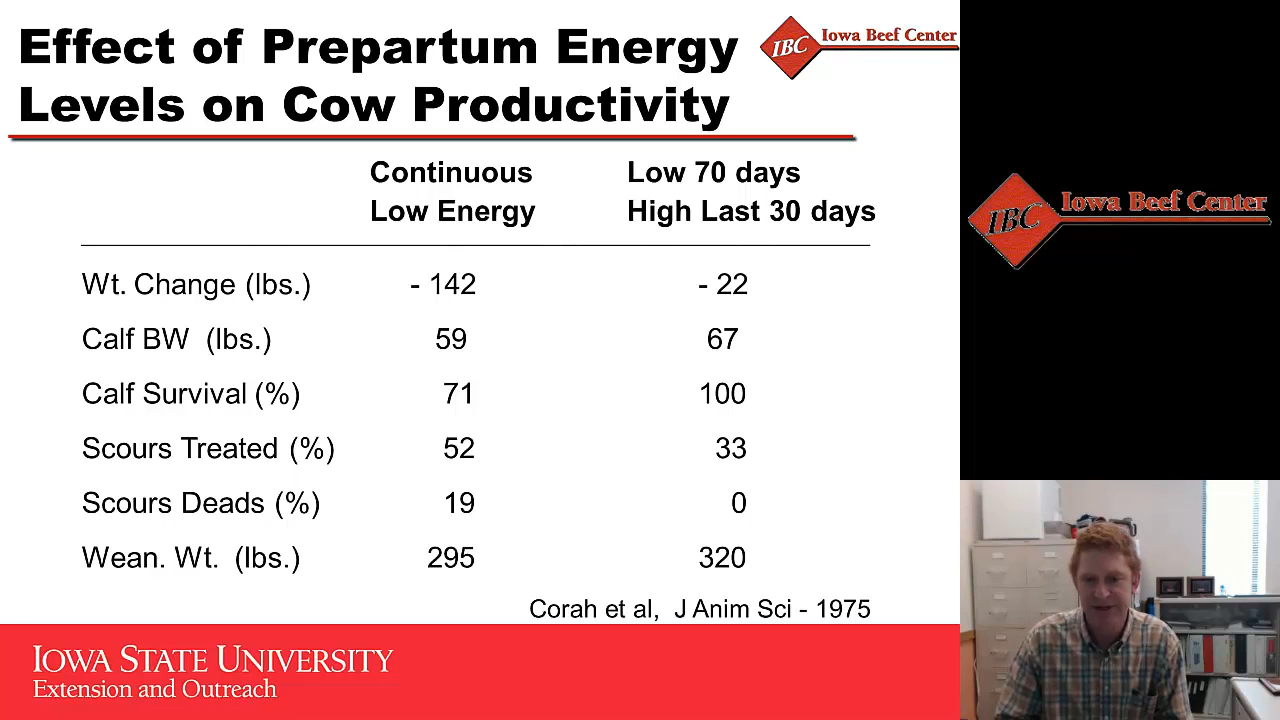 Effect of Prepartum Energy
Levels on Cow Productivity
IBC Iowa Beef Center
Continuous Low 70 days
Low Energy High Last 30 days
Wt. Change (lbs.) - 142 - 22
Calf BW (lbs.) 59 67
Calf Survival (%) 71 100
Scours Treated (%) 52 33
Scours Deads (%) 19 0
Wean. Wt. (lbs.) 295 320
Corah et al, J Anim Sci - 1975
IOWA STATE UNIVERSITY
Extension and Outreach
IBC Iowa Beef Center